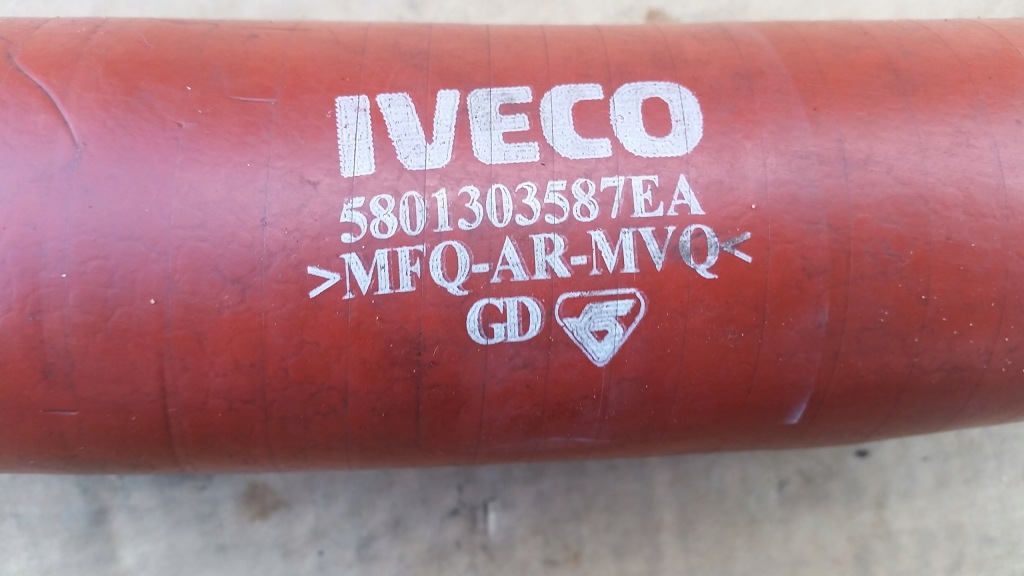 IVECO
5801303587EA
>MFQ-AR-MVQ<
GD